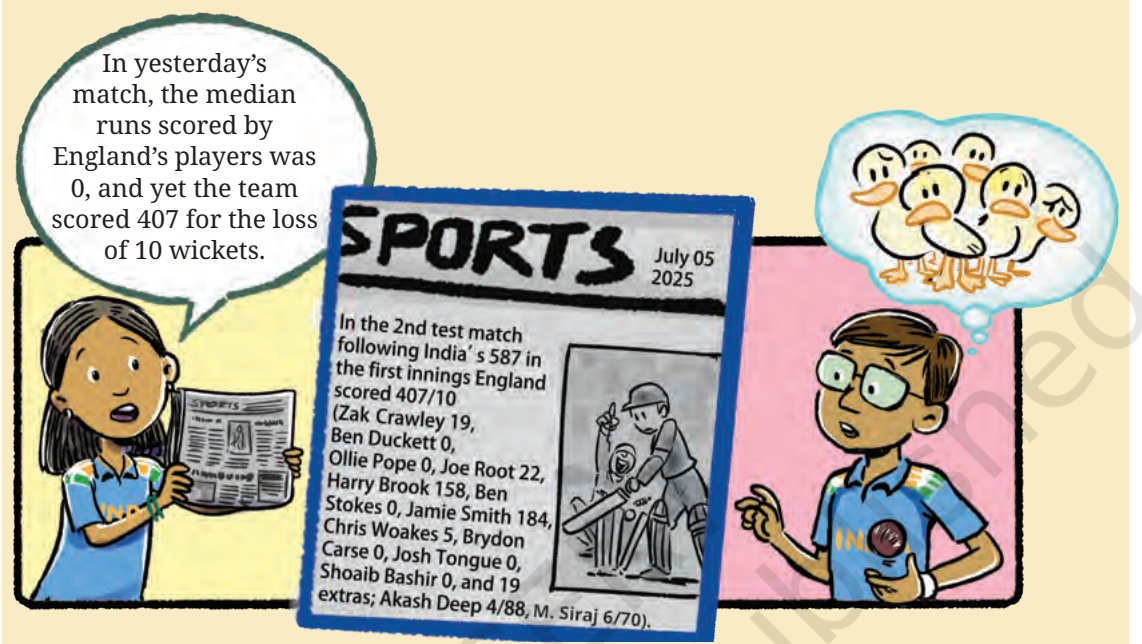 In yesterday’s
match, the median
runs scored by
England’s players was
0, and yet the team
scored 407 for the loss
of 10 wickets.
SPORTS
July 05
2025
In the 2nd test match
following India’s 587 in
the first innings England
scored 407/10
(Zak Crawley 19,
Ben Duckett 0,
Ollie Pope 0, Joe Root 22,
Harry Brook 158, Ben
Stokes 0, Jamie Smith 184,
Chris Woakes 5, Brydon
Carse 0, Josh Tongue 0,
Shoaib Bashir 0, and 19
extras; Akash Deep 4/88, M. Siraj 6/70).
SPORTS
IND
IND